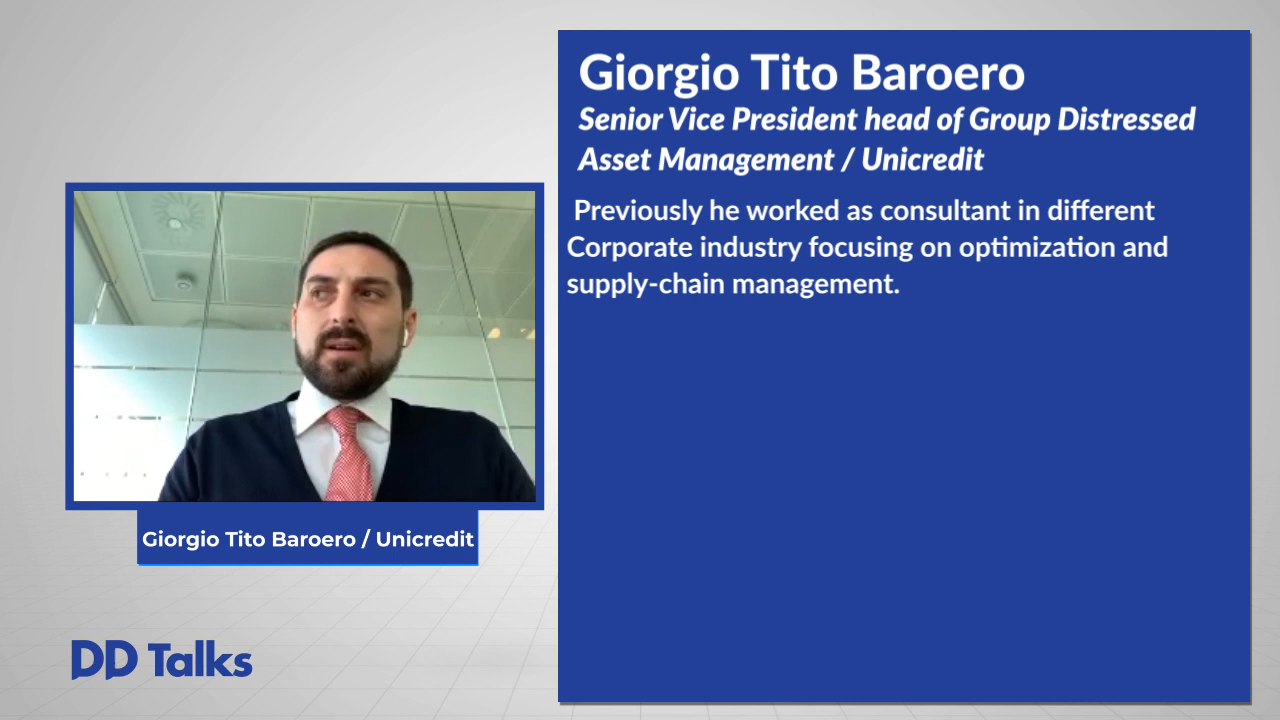 Giorgio Tito Baroero
Senior Vice President head of Group Distressed
Asset Management / Unicredit
Previously he worked as consultant in different
Corporate industry focusing on optimization and
supply-chain management.
Giorgio Tito Baroero / Unicredit
DD Talks